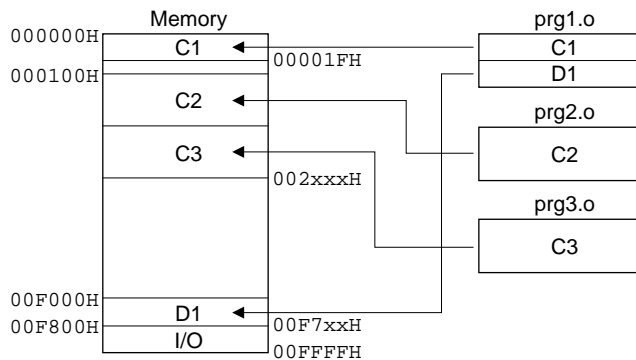 Memory
prg1.o
000000H
C1
C1
00001FH
D1
000100H
prg2.o
C2
C2
C3
002xxxH
prg3.o
C3
00F000H
D1
00F7xxH
00F800H
I/O
00FFFFH